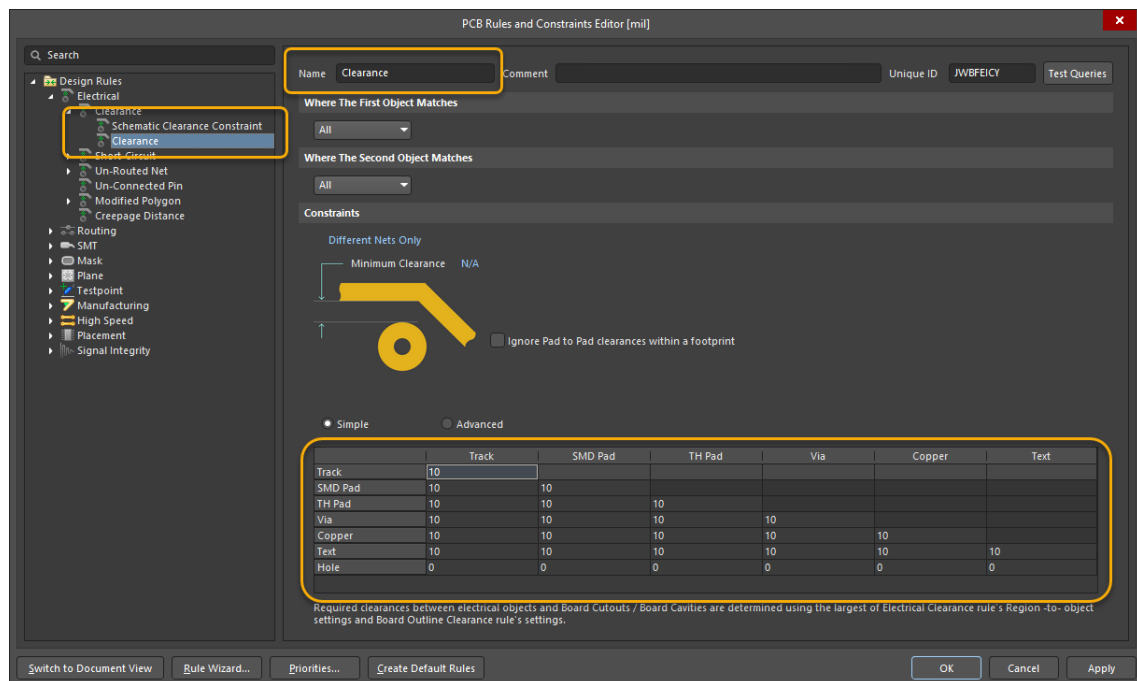 PCB Rules and Constraints Editor [mil]
Search
Design Rules
Electrical
Clearance
Schematic Clearance Constraint
Clearance
Short-Circuit
Un-Routed Net
Un-Connected Pin
Modified Polygon
Creepage Distance
Routing
SMT
Mask
Plane
Testpoint
Manufacturing
High Speed
Placement
Signal Integrity
Name Clearance Comment Unique ID JWBFEICY Test Queries
Where The First Object Matches
All
Where The Second Object Matches
All
Constraints
Different Nets Only
Minimum Clearance N/A
Ignore Pad to Pad clearances within a footprint
Simple Advanced
Track SMD Pad TH Pad Via Copper Text
Track 10
SMD Pad 10 10
TH Pad 10 10 10
Via 10 10 10 10
Copper 10 10 10 10 10
Text 10 10 10 10 10 10
Hole 0 0 0 0 0 0
Required clearances between electrical objects and Board Cutouts / Board Cavities are determined using the largest of Electrical Clearance rule's Region -to- object
settings and Board Outline Clearance rule's settings.
Switch to Document View Rule Wizard... Priorities... Create Default Rules OK Cancel Apply